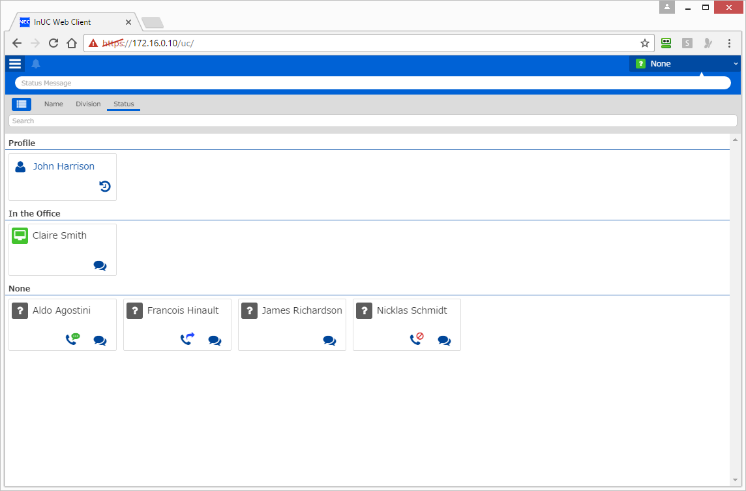 NEC InUC Web Client
https://172.16.0.10/uc/
S
? None
Status Message
Name Division Status
Search
Profile
John Harrison
In the Office
Claire Smith
None
? Aldo Agostini ? Francois Hinault ? James Richardson ? Nicklas Schmidt